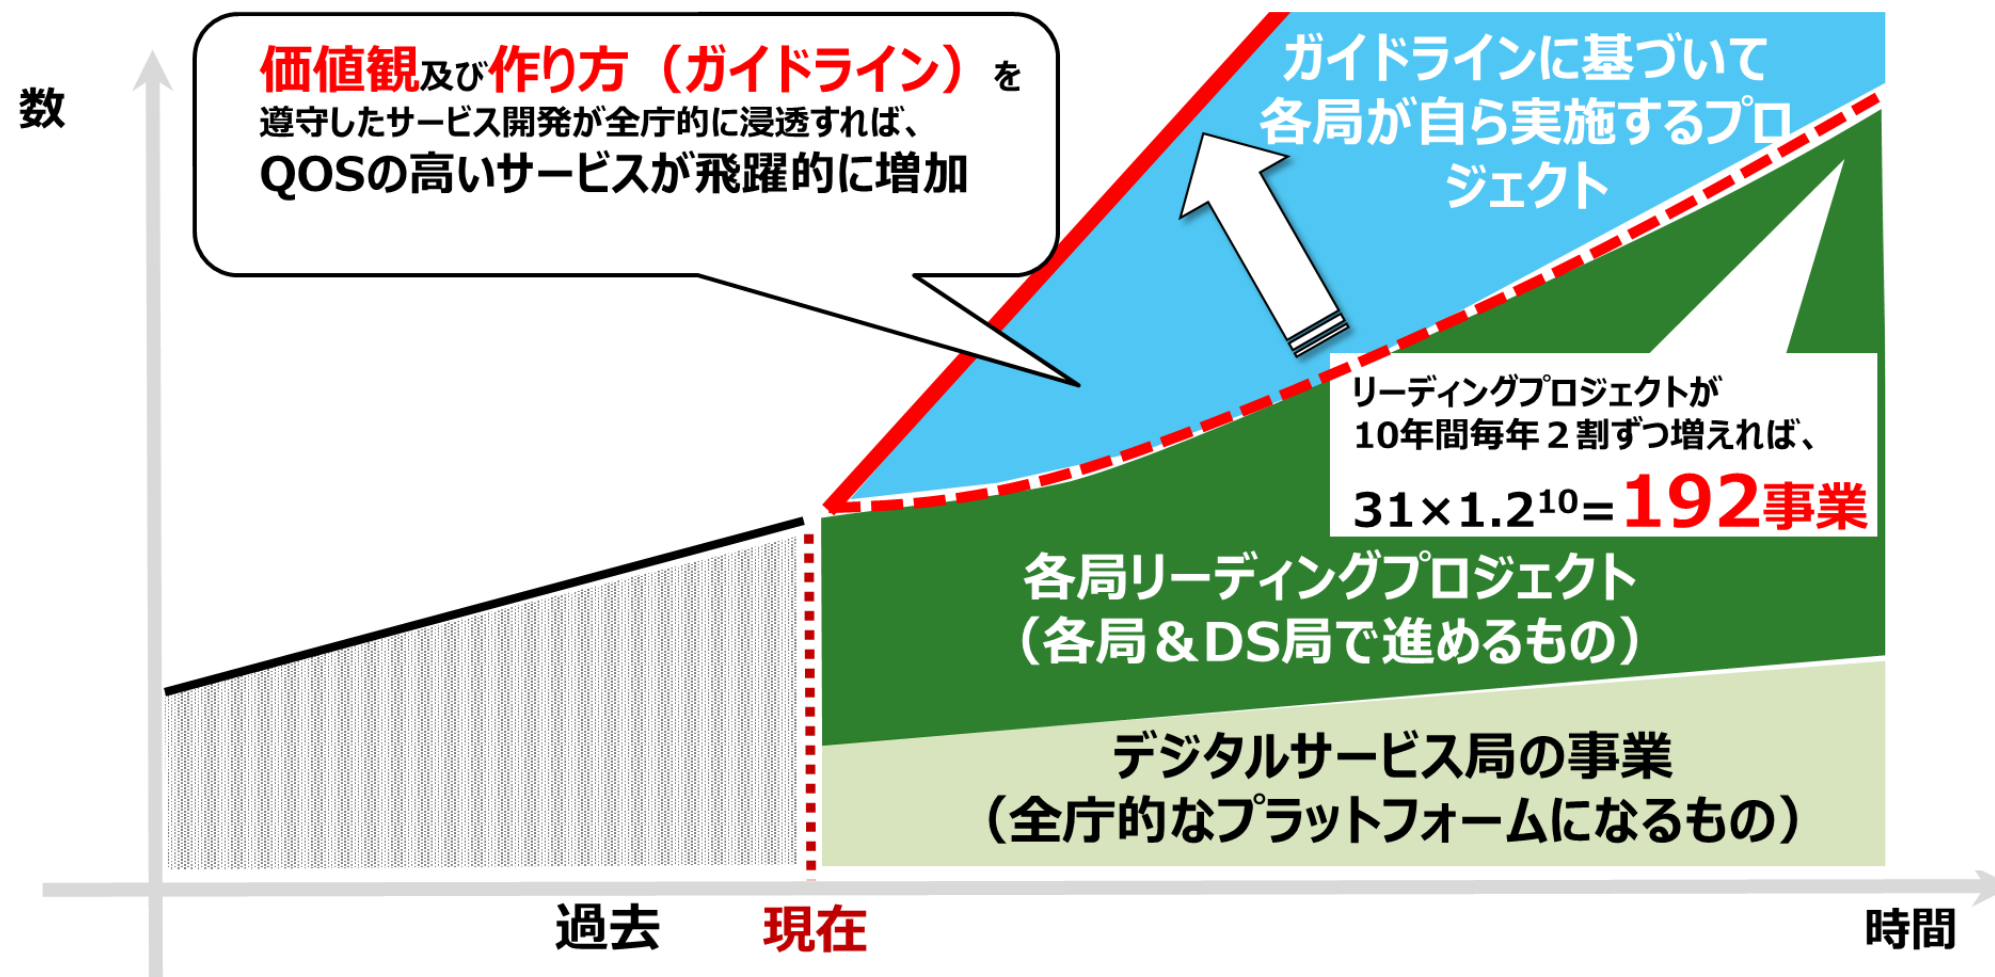 数
価値観及び作り方（ガイドライン）を
遵守したサービス開発が全庁的に浸透すれば、
QOSの高いサービスが飛躍的に増加
ガイドラインに基づいて
各局が自ら実施するプロ
ジェクト
リーディングプロジェクトが
10年間毎年２割ずつ増えれば、
31×1.2¹⁰=192事業
各局リーディングプロジェクト
（各局＆DS局で進めるもの）
デジタルサービス局の事業
（全庁的なプラットフォームになるもの）
過去
現在
時間